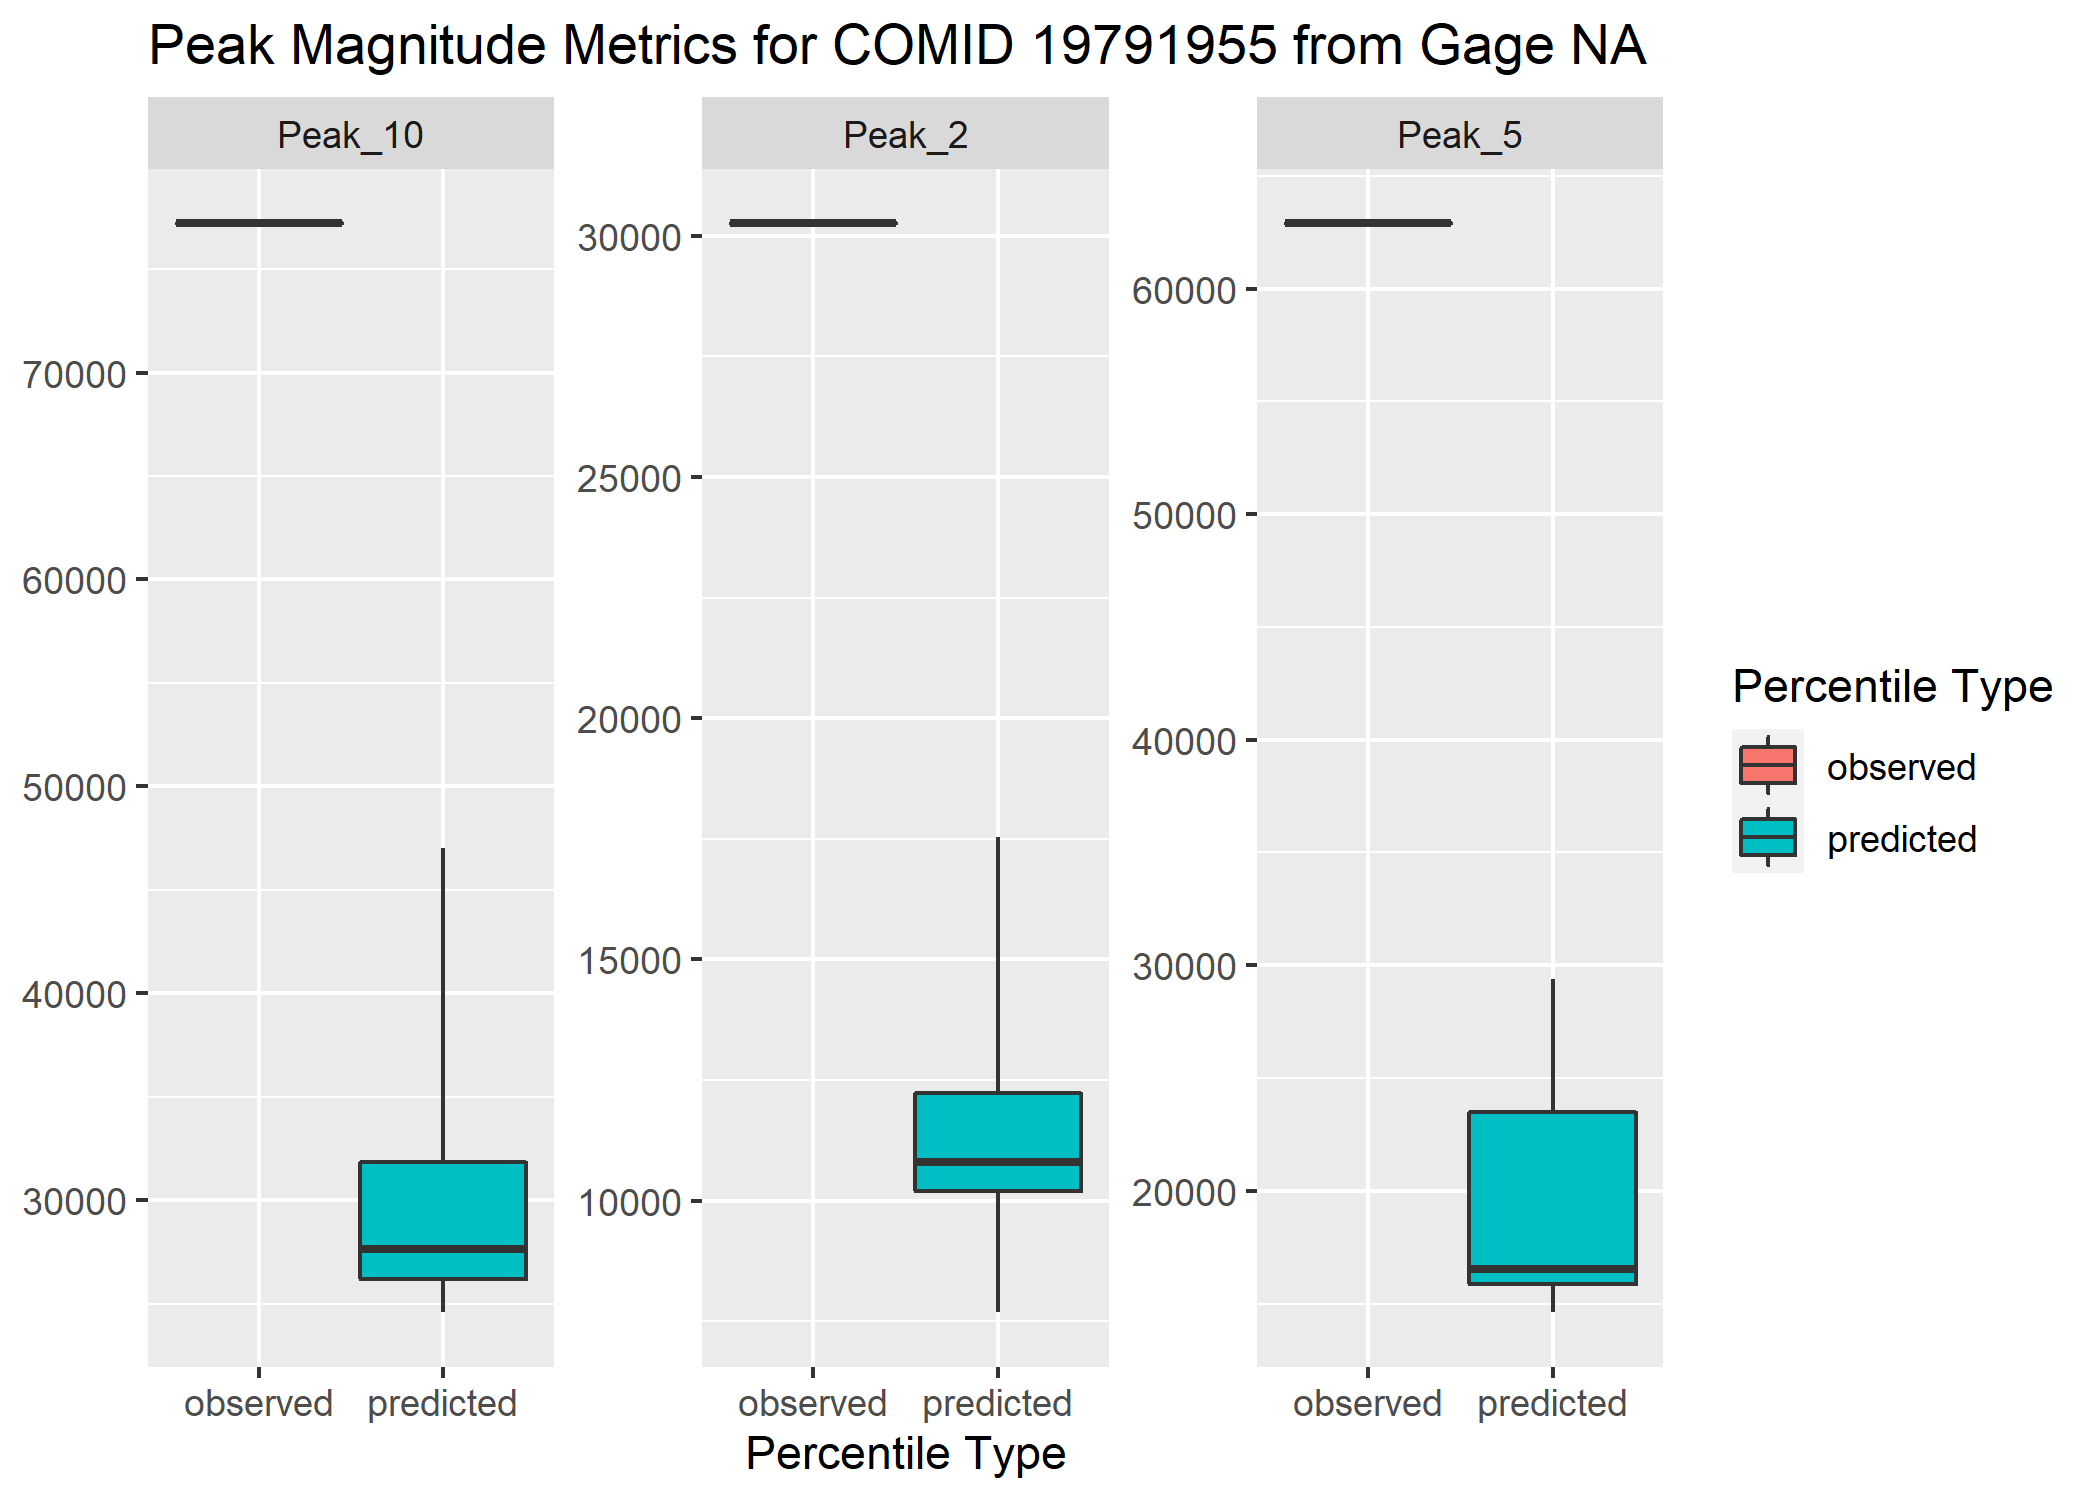 Peak Magnitude Metrics for COMID 19791955 from Gage NA
Peak_10
70000
60000
50000
40000
30000
observed predicted
Peak_2
30000
25000
20000
15000
10000
observed predicted
Peak_5
60000
50000
40000
30000
20000
observed predicted
Percentile Type
Percentile Type
observed
predicted